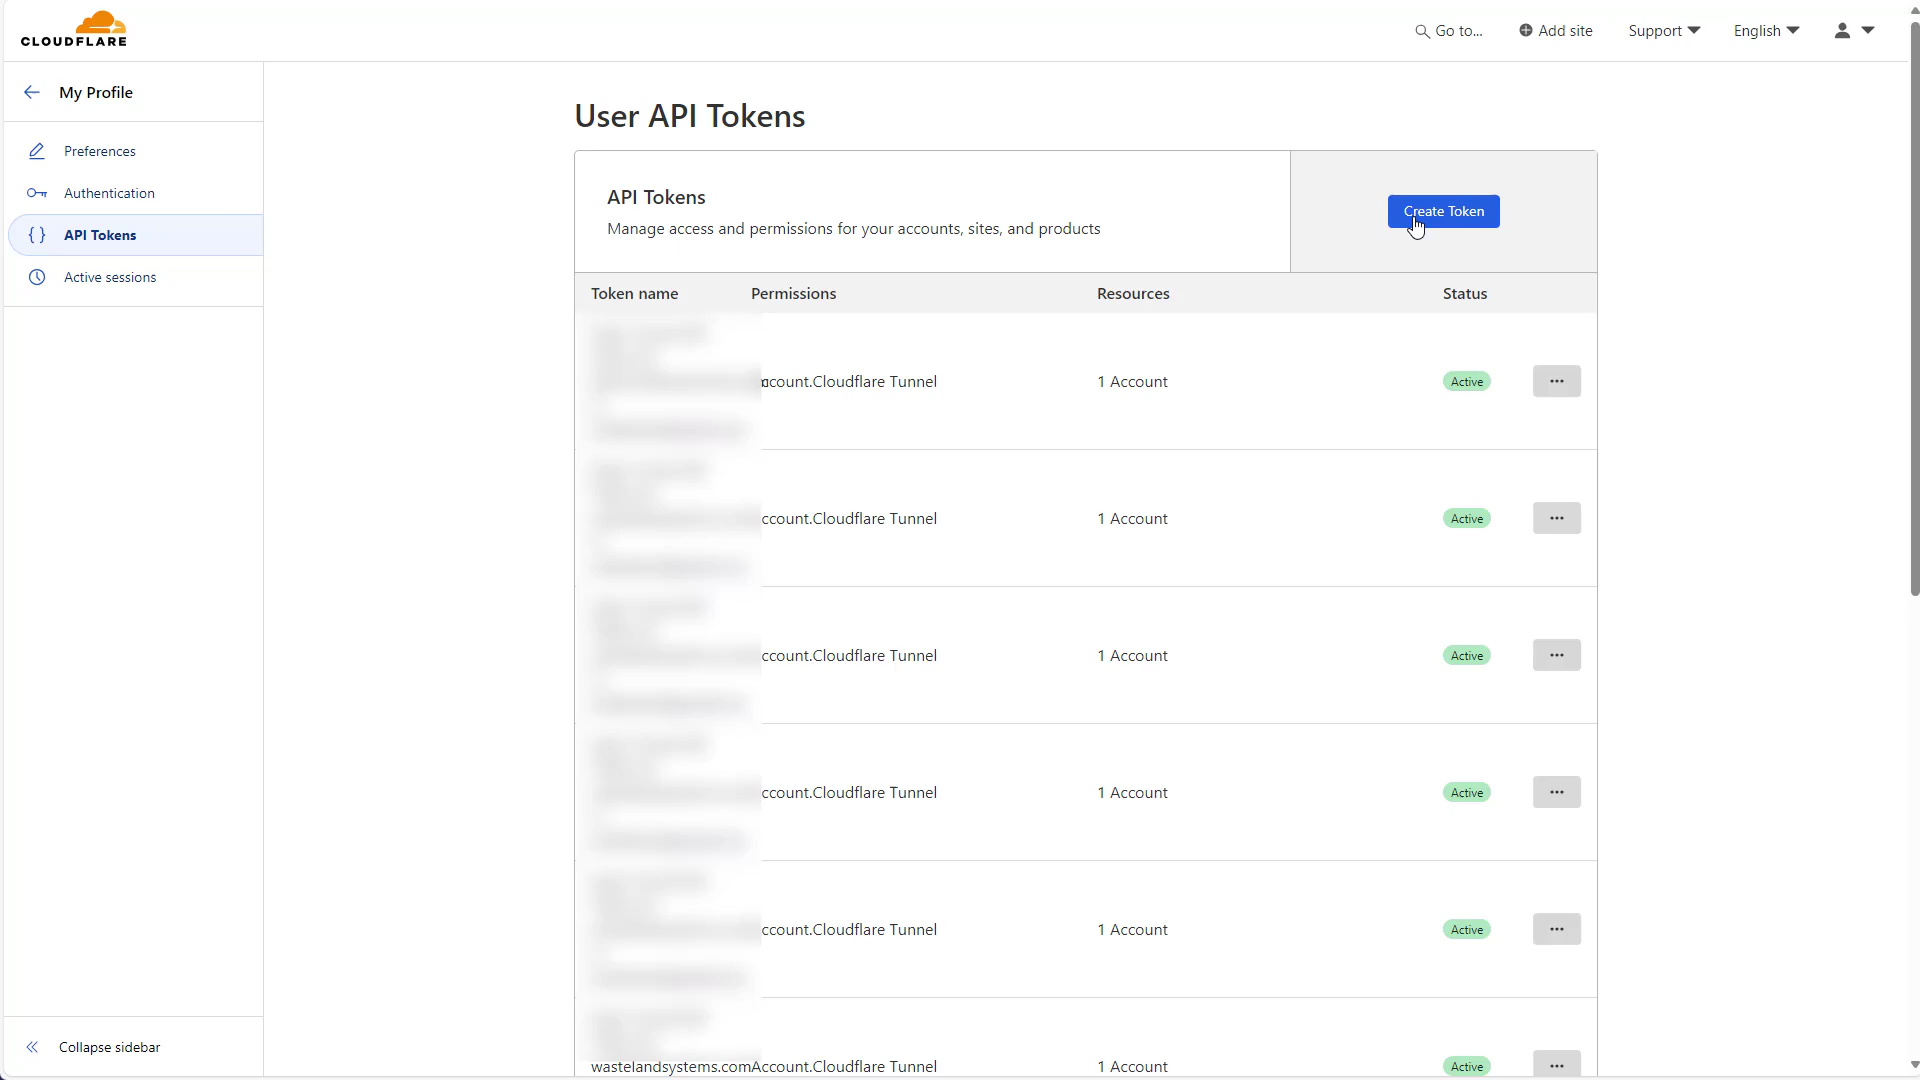 CLOUDFLARE
Go to...
Add site
Support
English
My Profile
Preferences
Authentication
API Tokens
Active sessions
Collapse sidebar
User API Tokens
API Tokens
Manage access and permissions for your accounts, sites, and products
Create Token
Token name Permissions Resources Status
ccount.Cloudflare Tunnel 1 Account Active
ccount.Cloudflare Tunnel 1 Account Active
ccount.Cloudflare Tunnel 1 Account Active
ccount.Cloudflare Tunnel 1 Account Active
ccount.Cloudflare Tunnel 1 Account Active
wastelandsystems.com Account.Cloudflare Tunnel 1 Account Active